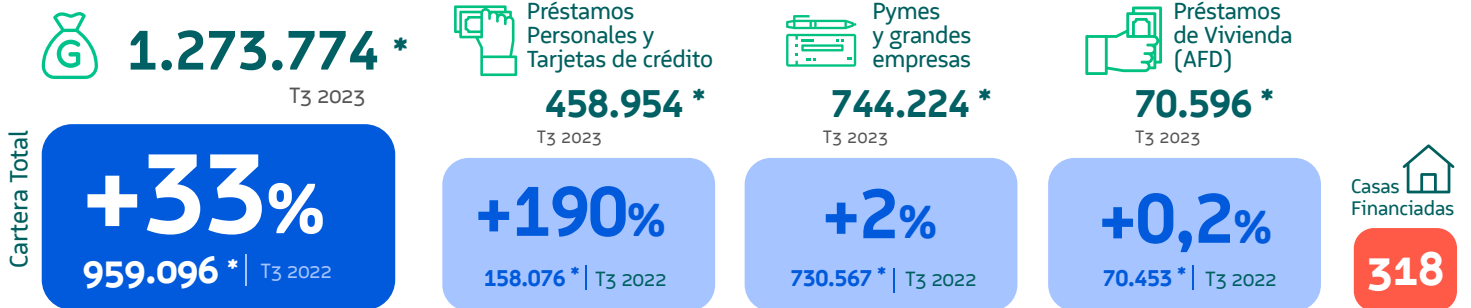 G
1.273.774 *
T3 2023
Cartera Total
+33%
959.096 * | T3 2022
Préstamos
Personales y
Tarjetas de crédito
458.954 *
T3 2023
+190%
158.076 * | T3 2022
Pymes
y grandes
empresas
744.224 *
T3 2023
+2%
730.567 * | T3 2022
Préstamos
de Vivienda
(AFD)
70.596 *
T3 2023
+0,2%
70.453 * | T3 2022
Casas
Financiadas
318